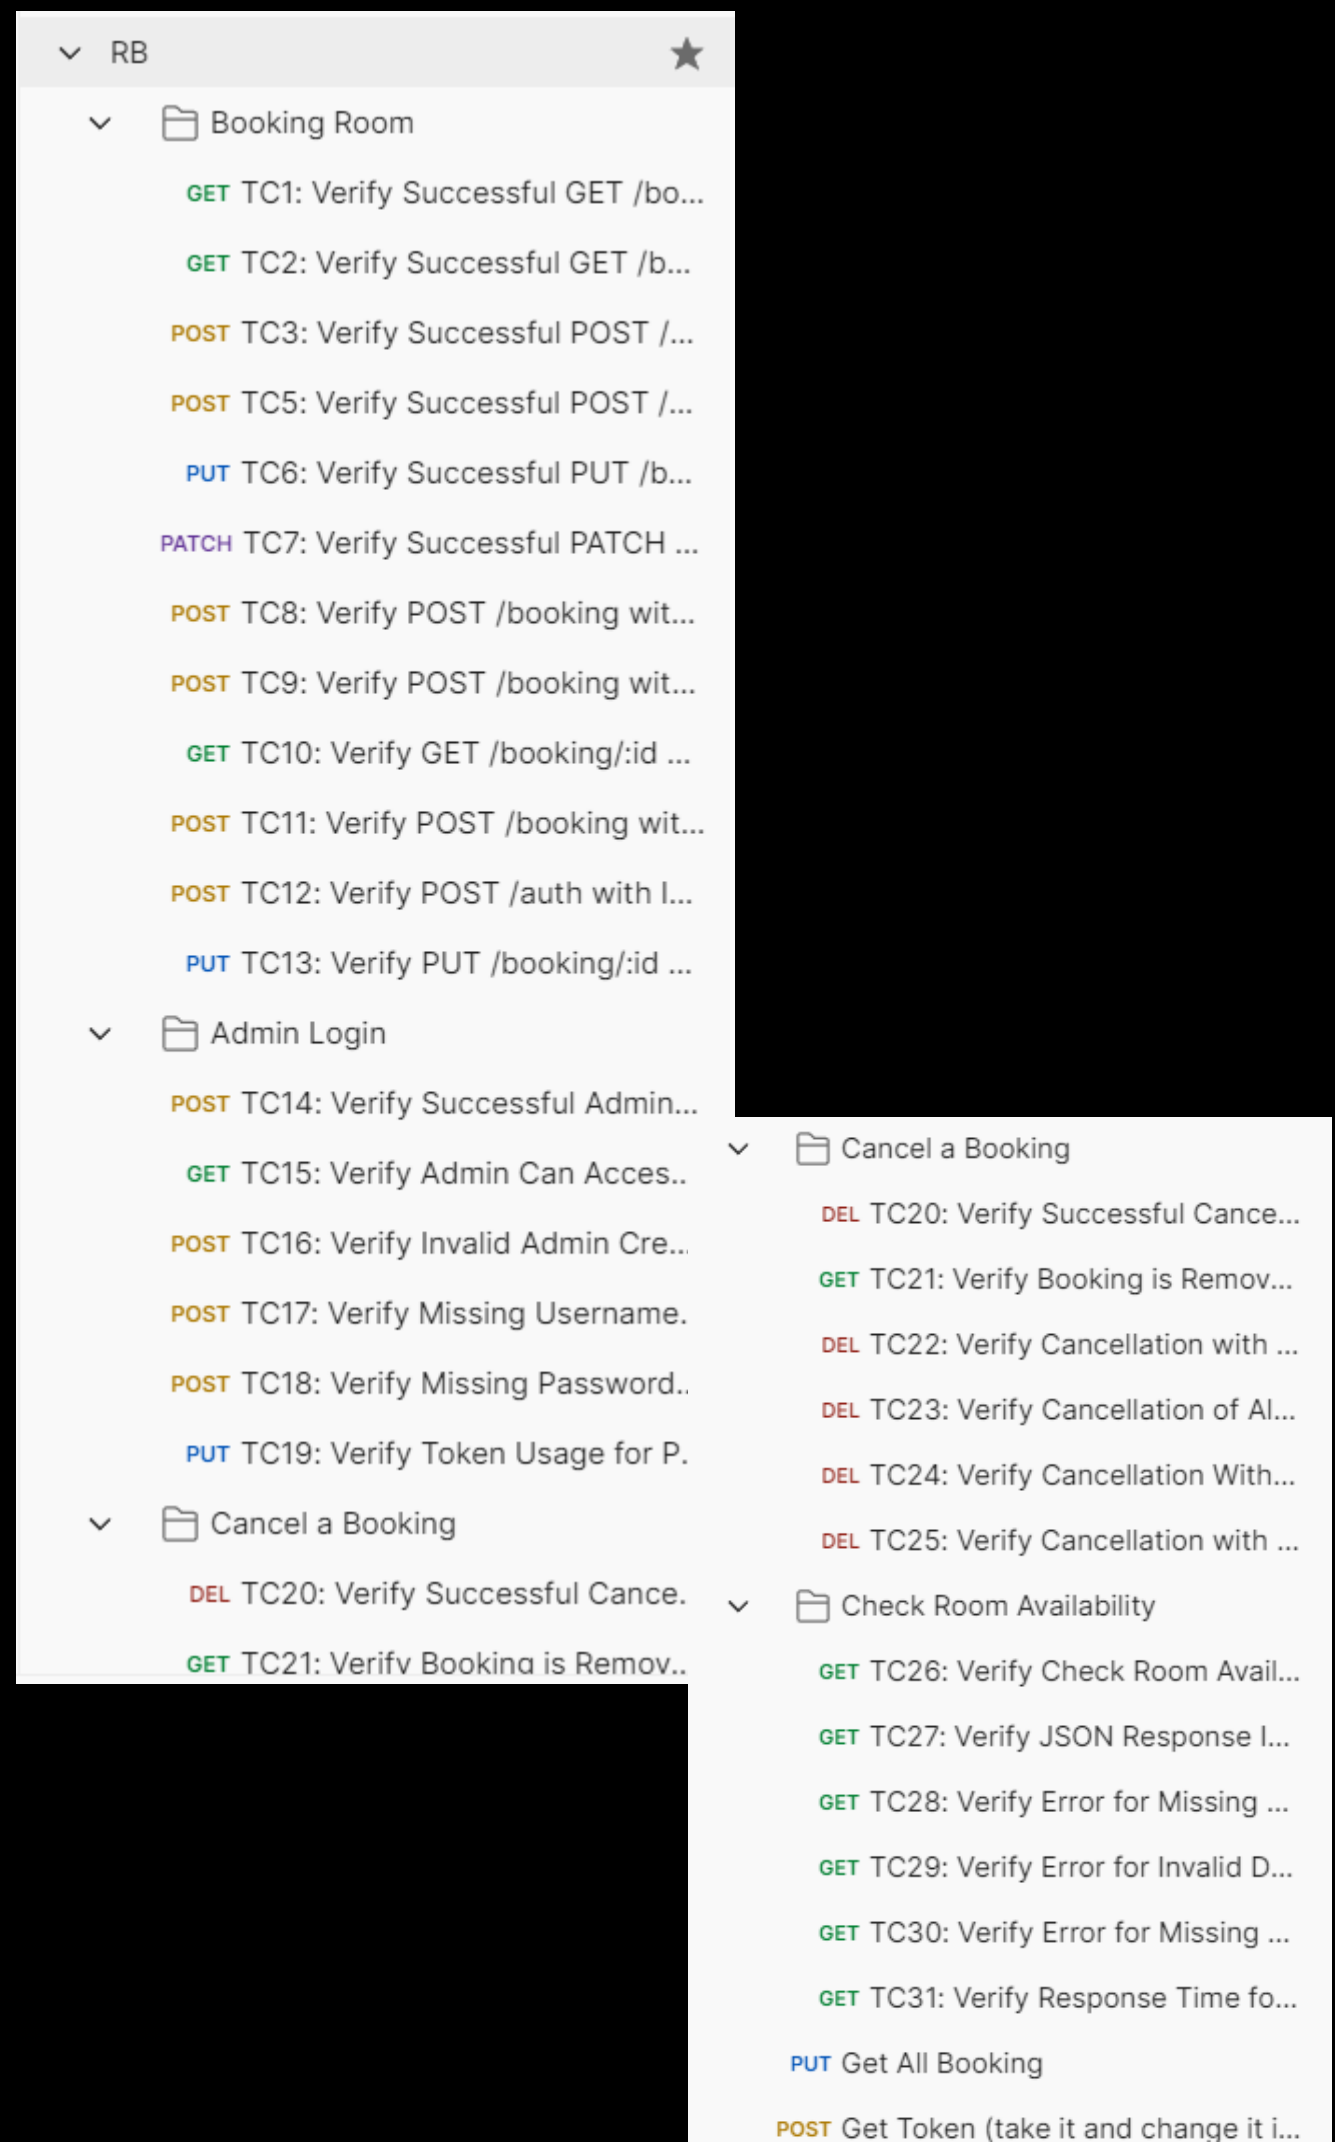 RB
Booking Room
GET TC1: Verify Successful GET /bo...
GET TC2: Verify Successful GET /b...
POST TC3: Verify Successful POST /...
POST TC5: Verify Successful POST /...
PUT TC6: Verify Successful PUT /b...
PATCH TC7: Verify Successful PATCH ...
POST TC8: Verify POST /booking wit...
POST TC9: Verify POST /booking wit...
GET TC10: Verify GET /booking/:id ...
POST TC11: Verify POST /booking wit...
POST TC12: Verify POST /auth with I...
PUT TC13: Verify PUT /booking/:id ...
Admin Login
POST TC14: Verify Successful Admin...
GET TC15: Verify Admin Can Acces..
POST TC16: Verify Invalid Admin Cre...
POST TC17: Verify Missing Username.
POST TC18: Verify Missing Password..
PUT TC19: Verify Token Usage for P.
Cancel a Booking
DEL TC20: Verify Successful Cance.
GET TC21: Verify Booking is Remov..
Cancel a Booking
DEL TC20: Verify Successful Cance...
GET TC21: Verify Booking is Remov...
DEL TC22: Verify Cancellation with ...
DEL TC23: Verify Cancellation of Al...
DEL TC24: Verify Cancellation With...
DEL TC25: Verify Cancellation with ...
Check Room Availability
GET TC26: Verify Check Room Avail...
GET TC27: Verify JSON Response I...
GET TC28: Verify Error for Missing ...
GET TC29: Verify Error for Invalid D...
GET TC30: Verify Error for Missing ...
GET TC31: Verify Response Time fo...
PUT Get All Booking
POST Get Token (take it and change it i...